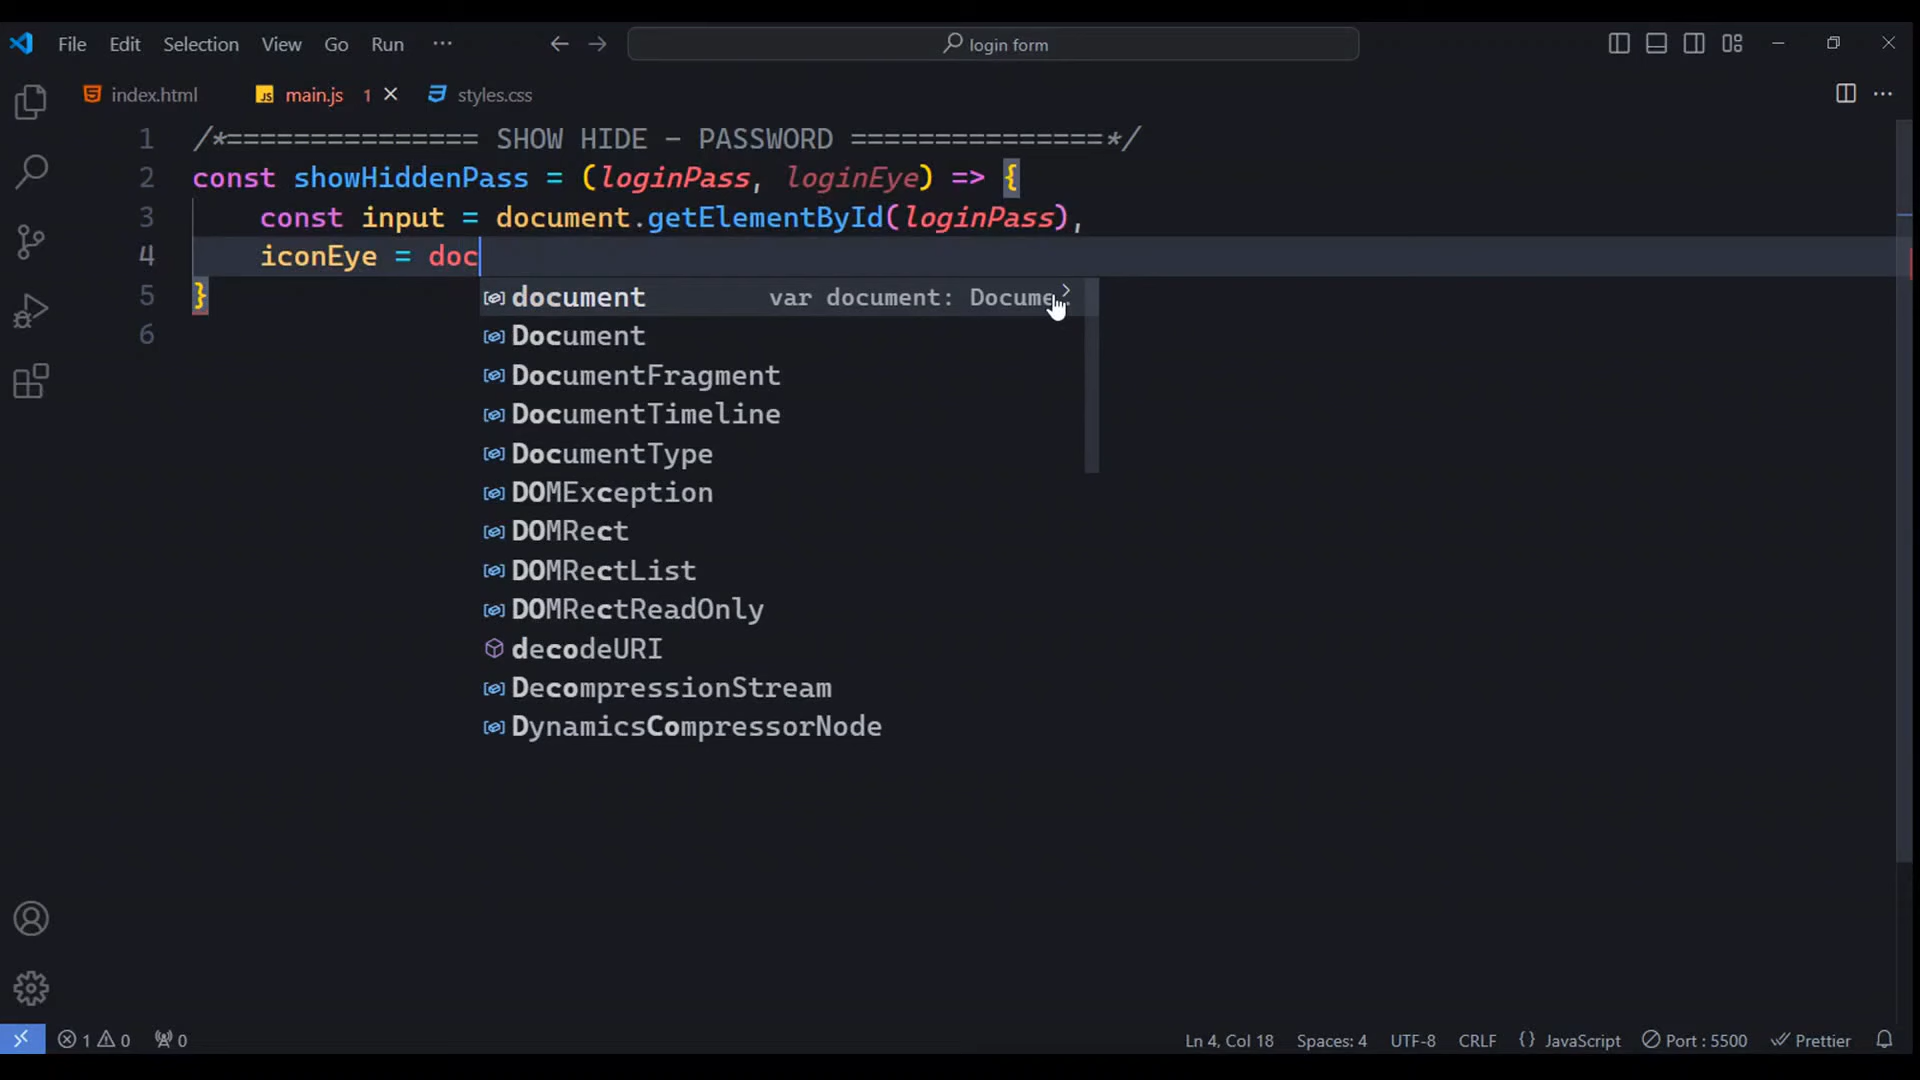 File Edit Selection View Go Run ··· login form
index.html JS main.js 1 styles.css
1 /*=============== SHOW HIDE - PASSWORD ===============*/
2 const showHiddenPass = (loginPass, loginEye) => {
3 const input = document.getElementById(loginPass),
4 iconEye = doc
5 }
6
document var document: Docume…
Document
DocumentFragment
DocumentTimeline
DocumentType
DOMException
DOMRect
DOMRectList
DOMRectReadOnly
decodeURI
DecompressionStream
DynamicsCompressorNode
1 0 0 Ln 4, Col 18 Spaces: 4 UTF-8 CRLF {} JavaScript Port : 5500 Prettier